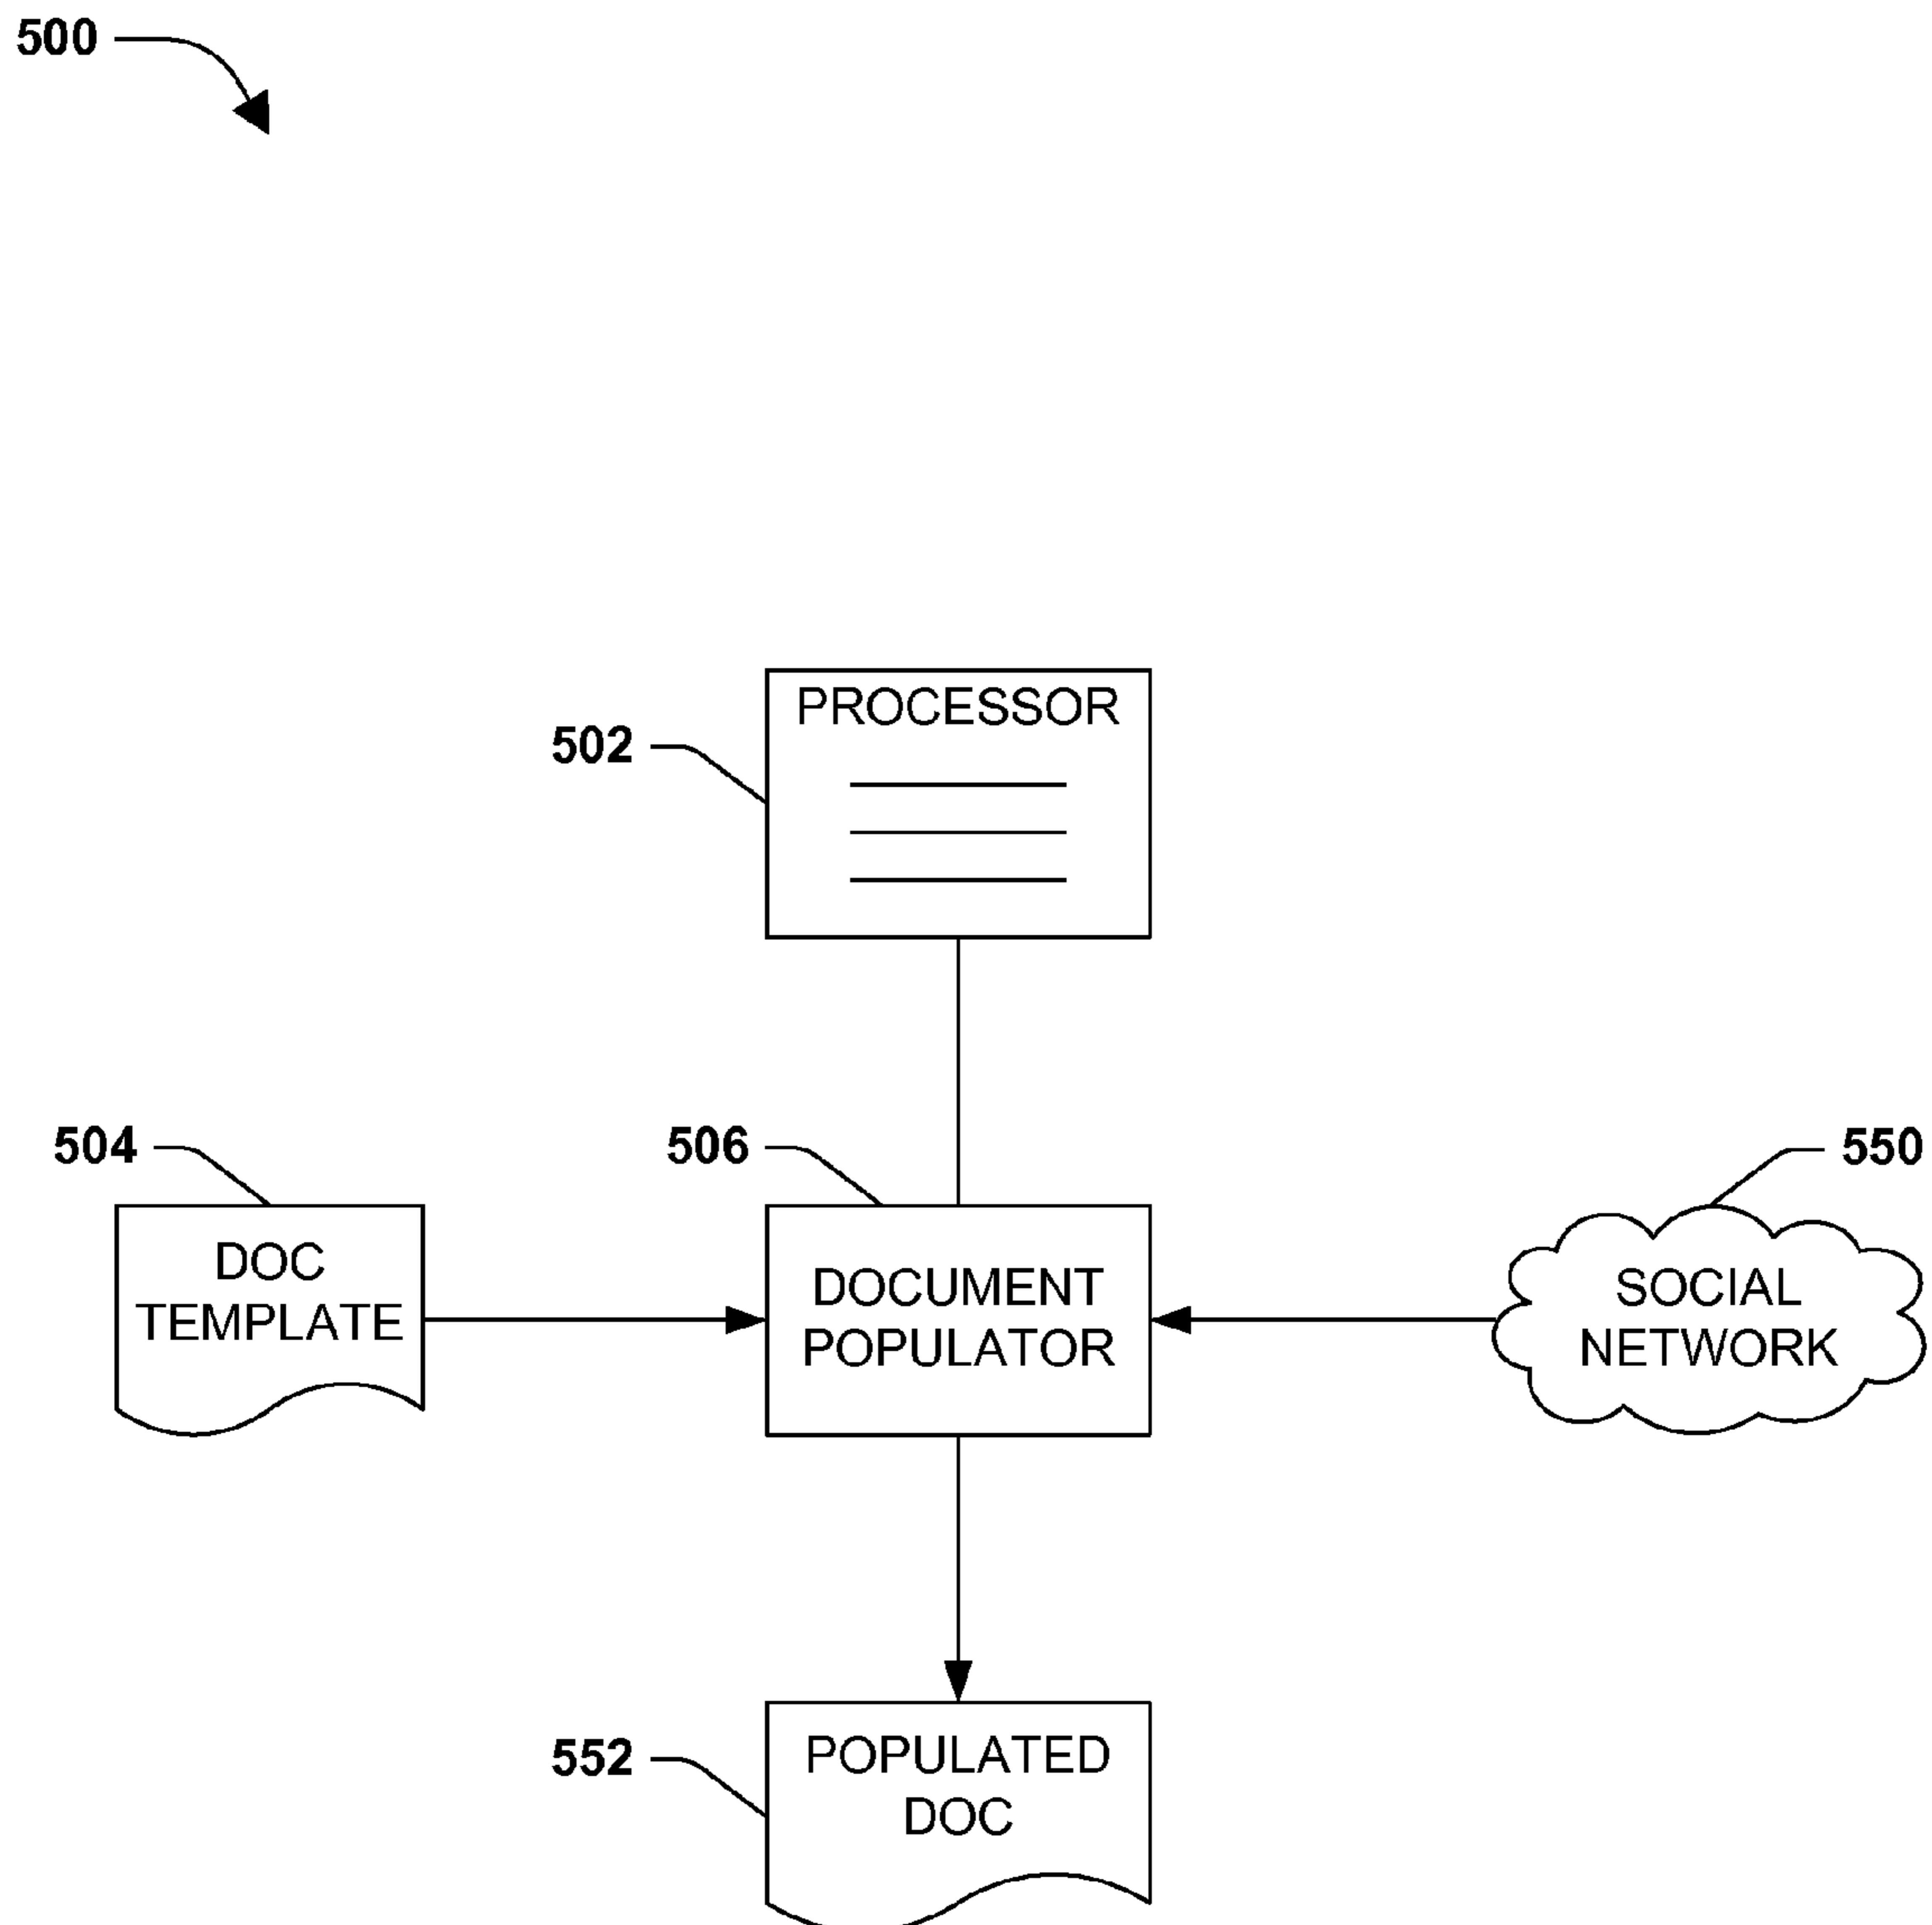 500
PROCESSOR
502
504
506
550
DOC
TEMPLATE
DOCUMENT
POPULATOR
SOCIAL
NETWORK
552
POPULATED
DOC